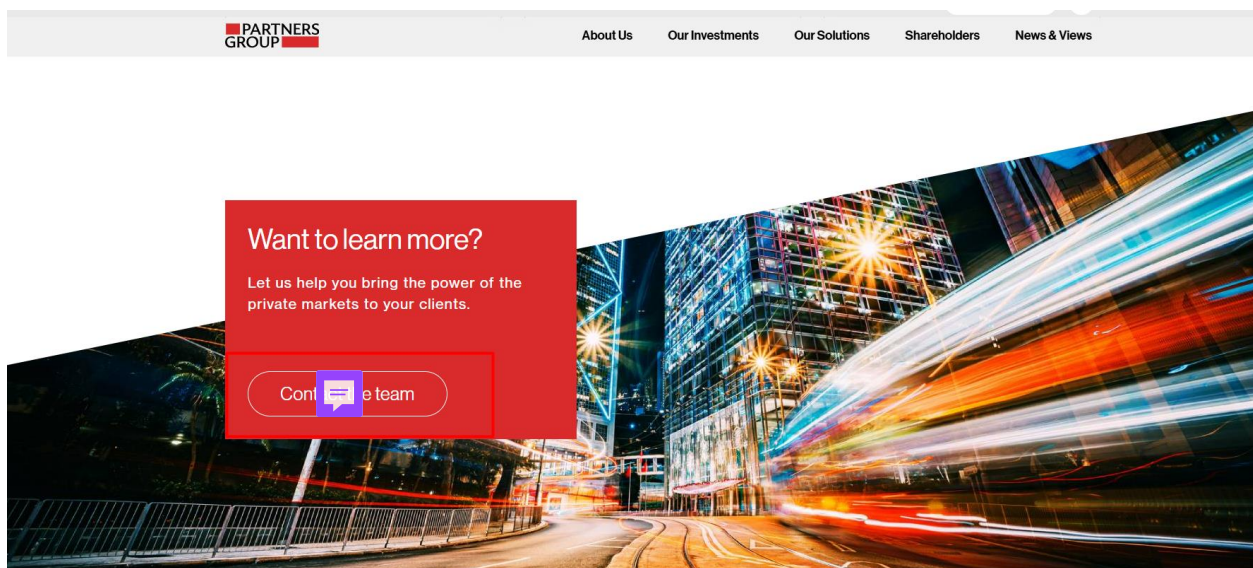 PARTNERS
GROUP
About Us Our Investments Our Solutions Shareholders News & Views
Want to learn more?
Let us help you bring the power of the
private markets to your clients.
team